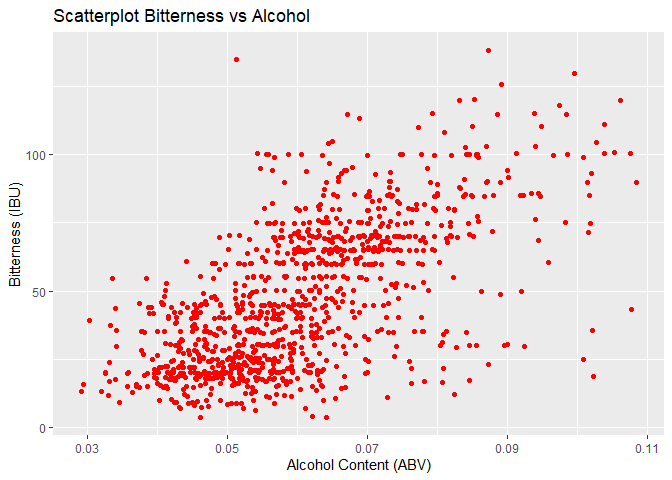 Scatterplot Bitterness vs Alcohol
Bitterness (IBU)
100
50
0
0.03 0.05 0.07 0.09 0.11
Alcohol Content (ABV)